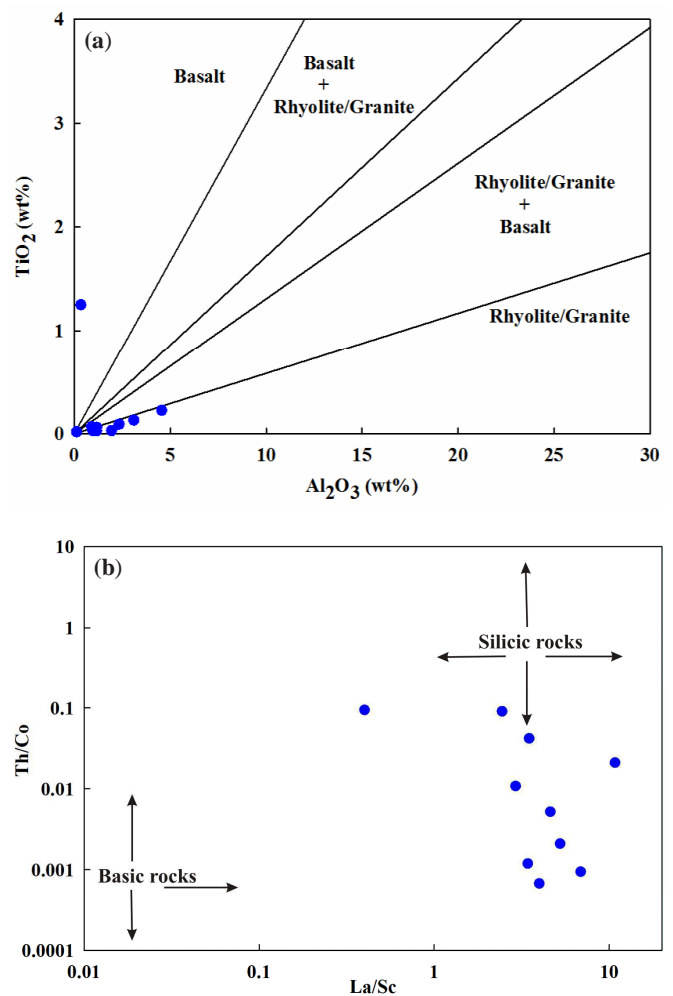 (a)
4
3
2
1
0
TiO2 (wt%)
Basalt
Basalt
+
Rhyolite/Granite
Rhyolite/Granite
+
Basalt
Rhyolite/Granite
0 5 10 15 20 25 30
Al2O3 (wt%)
(b)
10
1
0.1
0.01
0.001
0.0001
Th/Co
Silicic rocks
Basic rocks
0.01 0.1 1 10
La/Sc